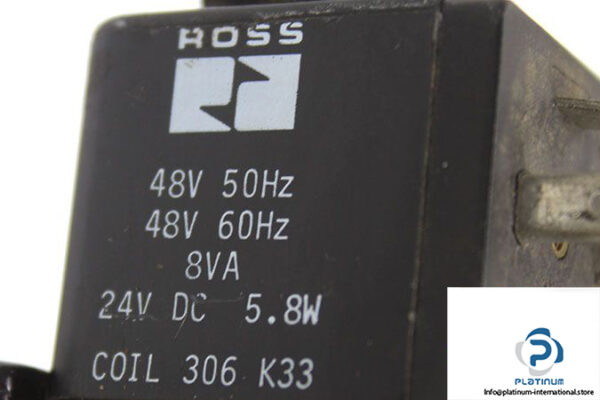 ROSS
48V 50Hz
48V 60Hz
8VA
24V DC 5.8W
COIL 306 K33
PLATINUM
Info@platinum-international.store